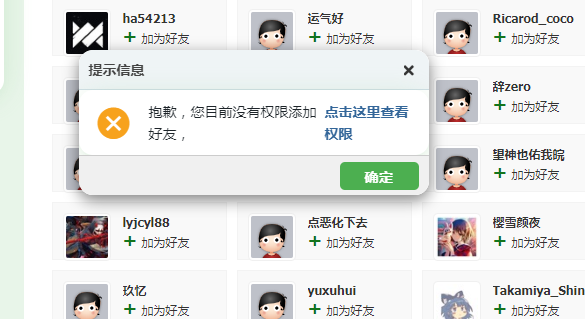 ha54213
运气好
Ricarod_coco
+ 加为好友
+ 加为好友
+ 加为好友
提示信息
抱歉，您目前没有权限添加好友，
点击这里查看权限
确定
辞zero
+ 加为好友
望神也佑我皖
+ 加为好友
lyjcyl88
点恶化下去
樱雪颜夜
+ 加为好友
+ 加为好友
+ 加为好友
玖忆
yuxuhui
Takamiya_Shin
+ 加为好友
+ 加为好友
+ 加为好友